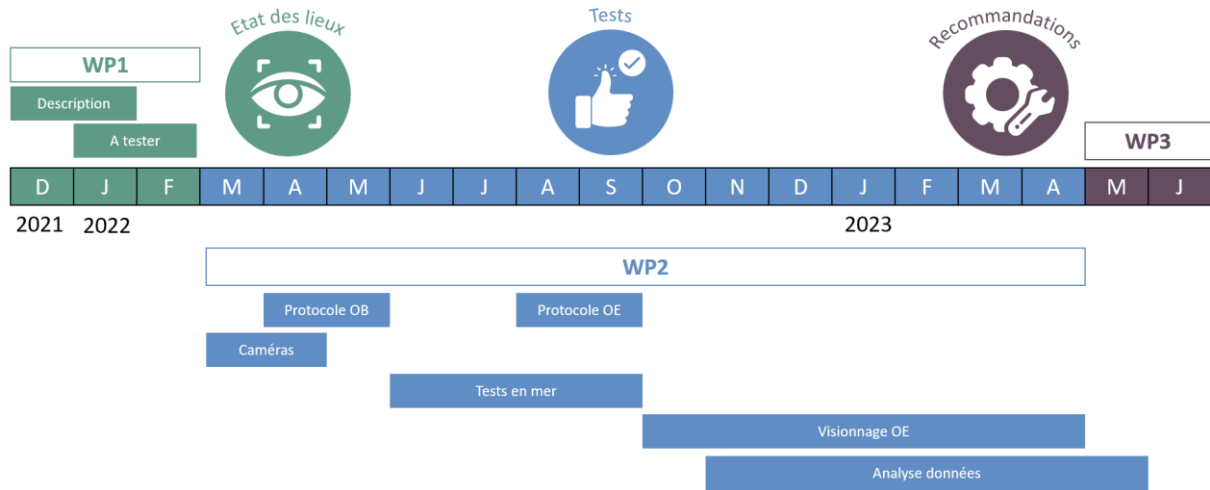 Etat des lieux
Tests
Recommandations
WP1
Description
A tester
WP3
D J F M A M J J A S O N D J F M A M J
2021 2022 2023
WP2
Protocole OB Protocole OE
Caméras
Tests en mer
Visionnage OE
Analyse données